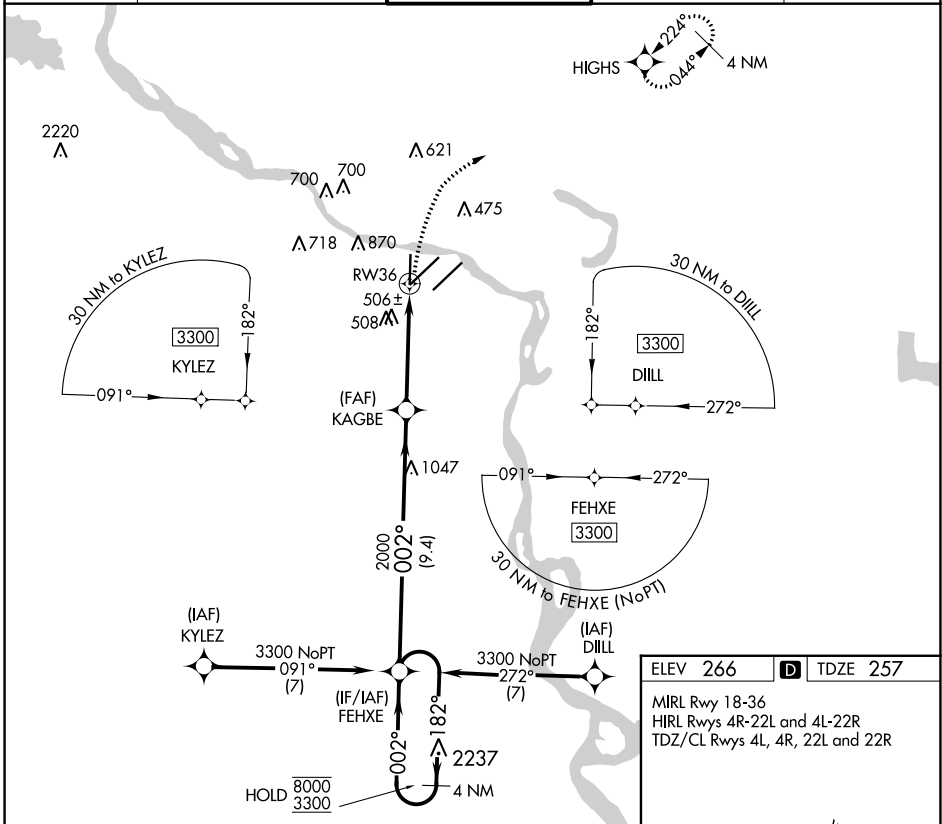 HIGHS
224°
044°
4 NM
2220
621
700
700
475
718
870
RW36
506±
508
30 NM to KYLEZ
182°
3300
KYLEZ
091°
30 NM to DIILL
182°
3300
DIILL
272°
(FAF)
KAGBE
1047
091°
272°
FEHXE
3300
30 NM to FEHXE (NoPT)
2000
002°
(9.4)
(IAF)
KYLEZ
3300 NoPT
091°
(7)
(IAF)
DIILL
3300 NoPT
272°
(7)
(IF/IAF)
FEHXE
002°
182°
2237
HOLD 8000
3300
4 NM
ELEV 266 D TDZE 257
MIRL Rwy 18-36
HIRL Rwys 4R-22L and 4L-22R
TDZ/CL Rwys 4L, 4R, 22L and 22R